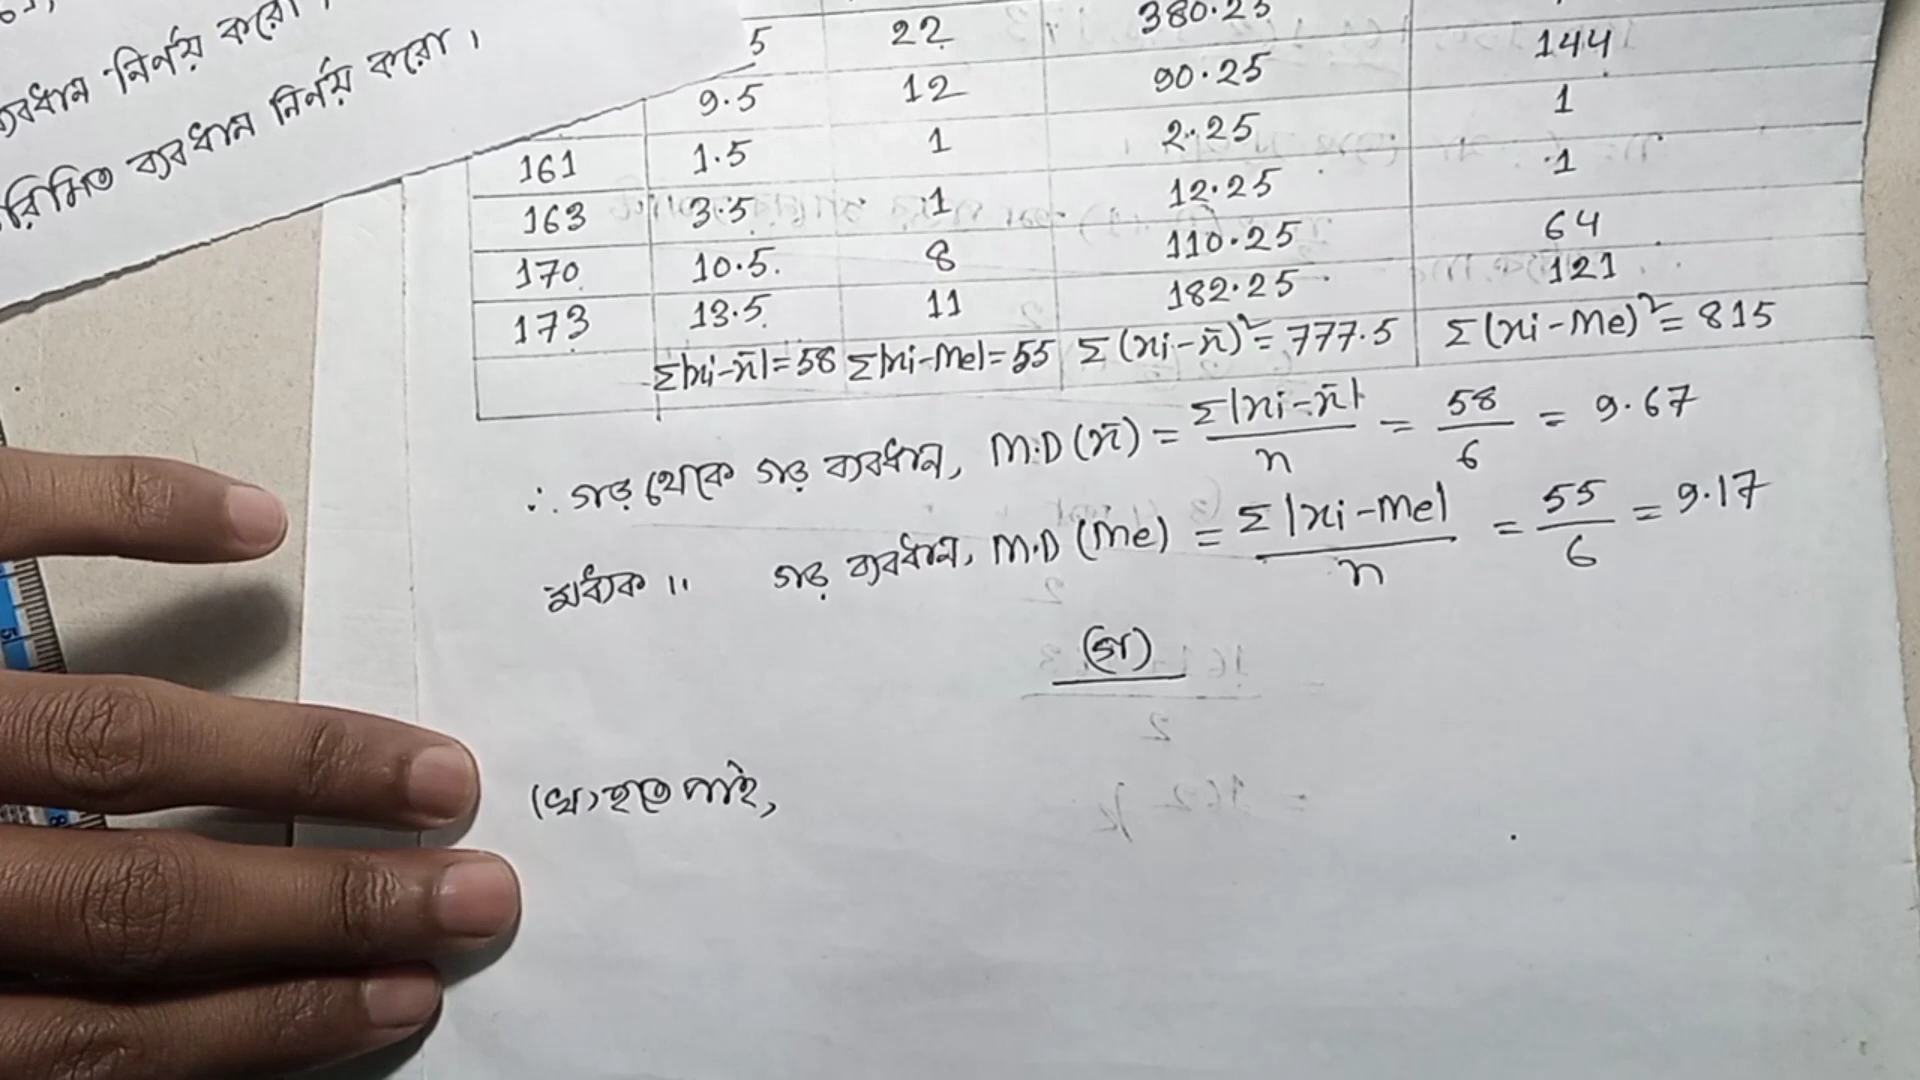 ব্যবধান নির্ণয় করো।
পরিমিত ব্যবধান নির্ণয় করো।
5 22 380.25
9.5 12 90.25 144
161 1.5 1 2.25 1
163 3.5 1 12.25 1
170 10.5 8 110.25 64
173 13.5 11 182.25 121
Σ|xi-x̄|=58 Σ|xi-Me|=55 Σ(xi-x̄)²=777.5 Σ(xi-Me)²=815
∴ গড় থেকে গড় ব্যবধান, M.D(x̄) = Σ|xi-x̄|/n = 58/6 = 9.67
মধ্যক " গড় ব্যবধান, M.D(Me) = Σ|xi-Me|/n = 55/6 = 9.17
(গ)
(খ) হতে পাই,